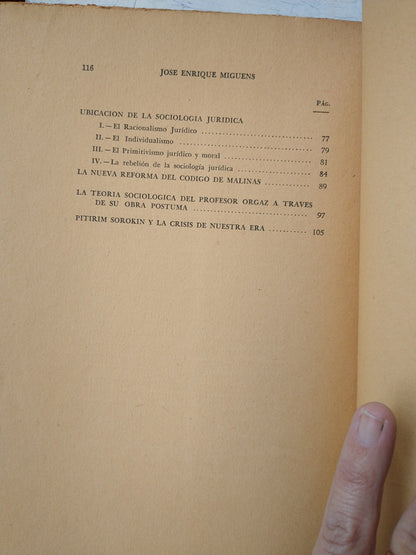 116 JOSE ENRIQUE MIGUENS
PÁG.
UBICACION DE LA SOCIOLOGIA JURIDICA
I.—El Racionalismo Jurídico .................... 77
II.—El Individualismo .................... 79
III.—El Primitivismo jurídico y moral .................... 81
IV.—La rebelión de la sociología jurídica .................... 84
LA NUEVA REFORMA DEL CODIGO DE MALINAS .................... 89
LA TEORIA SOCIOLOGICA DEL PROFESOR ORGAZ A TRAVES
DE SU OBRA POSTUMA .................... 97
PITIRIM SOROKIN Y LA CRISIS DE NUESTRA ERA .......... 105